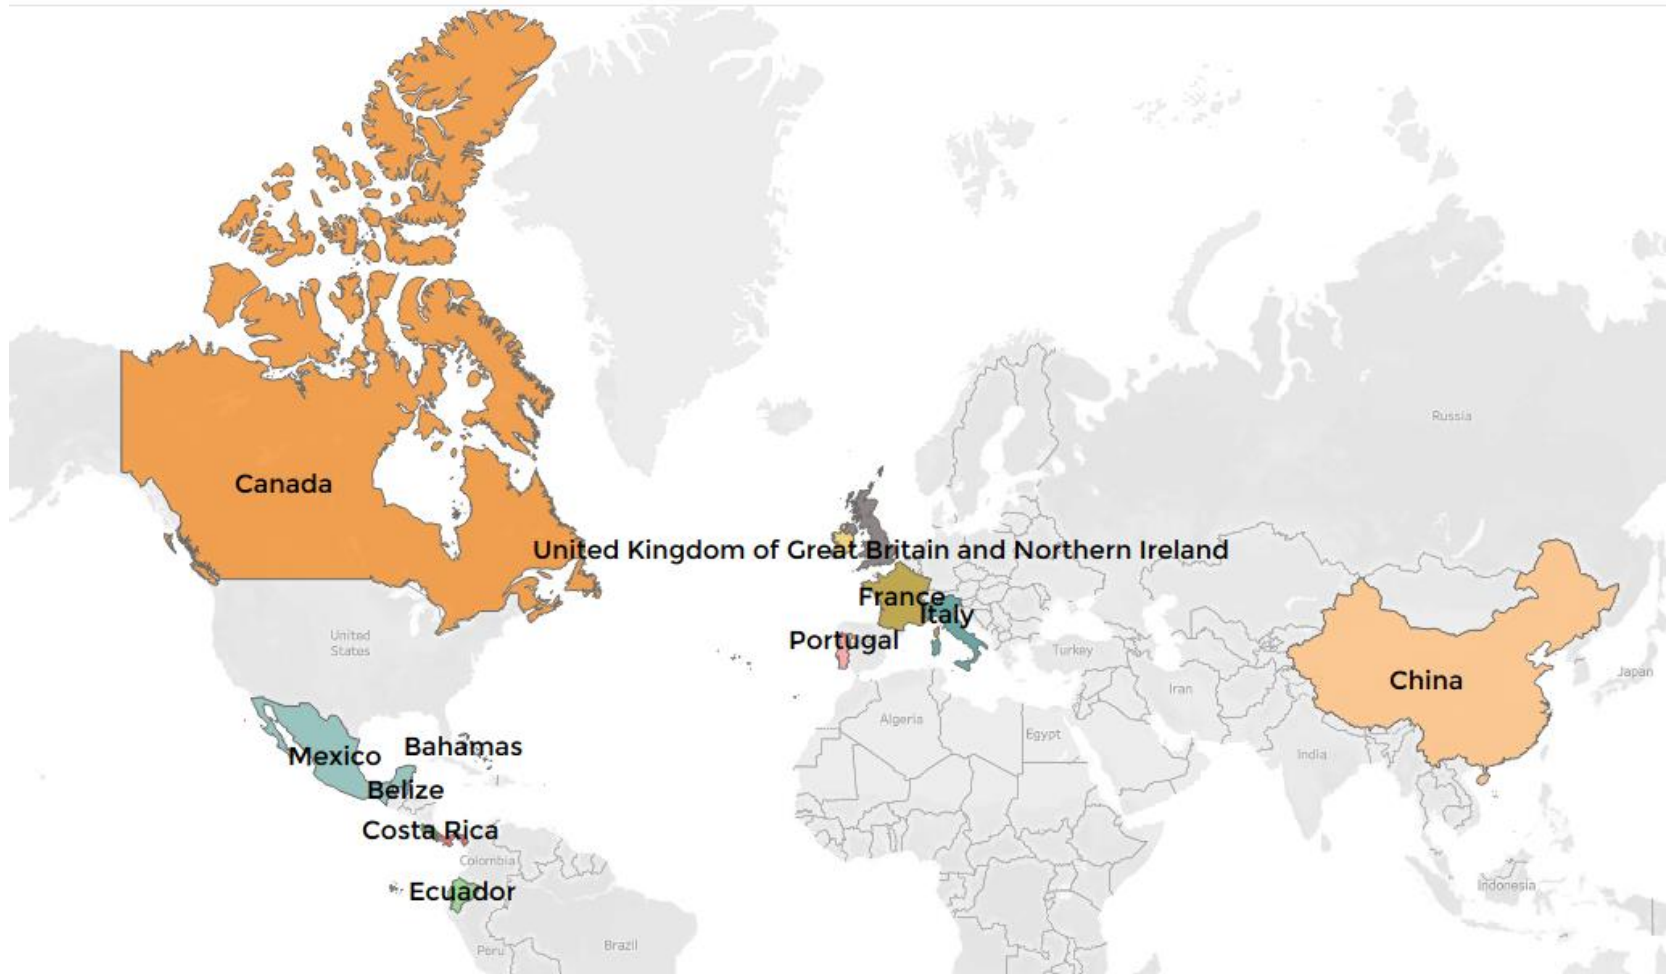 Russia
Canada
United Kingdom of Great Britain and Northern Ireland
France
Italy
United
States
Portugal
Turkey
Japan
China
Iran
Algeria
Egypt
Bahamas
Mexico
India
Belize
Costa Rica
Colombia
Indonesia
Ecuador
Brazil
Peru